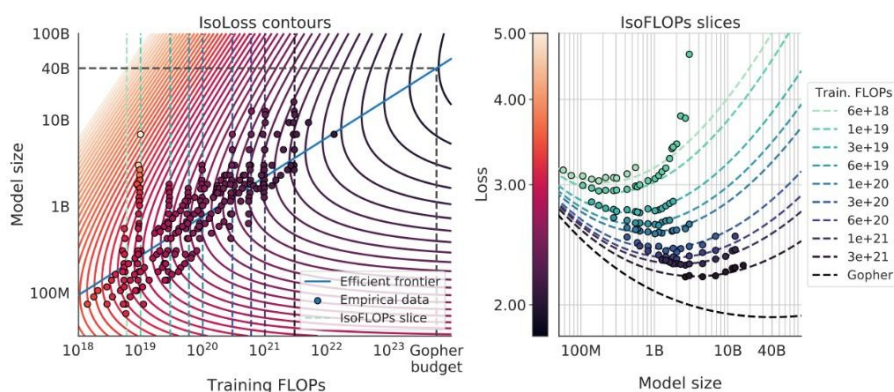 IsoLoss contours
100B
40B
10B
1B
100M
Model size
10^18
10^19
10^20
10^21
10^22
10^23
Gopher
budget
Training FLOPs
Efficient frontier
Empirical data
IsoFLOPs slice
IsoFLOPs slices
5.00
4.00
3.00
2.00
Loss
100M
1B
10B
40B
Model size
Train. FLOPs
6e+18
1e+19
3e+19
6e+19
1e+20
3e+20
6e+20
1e+21
3e+21
Gopher